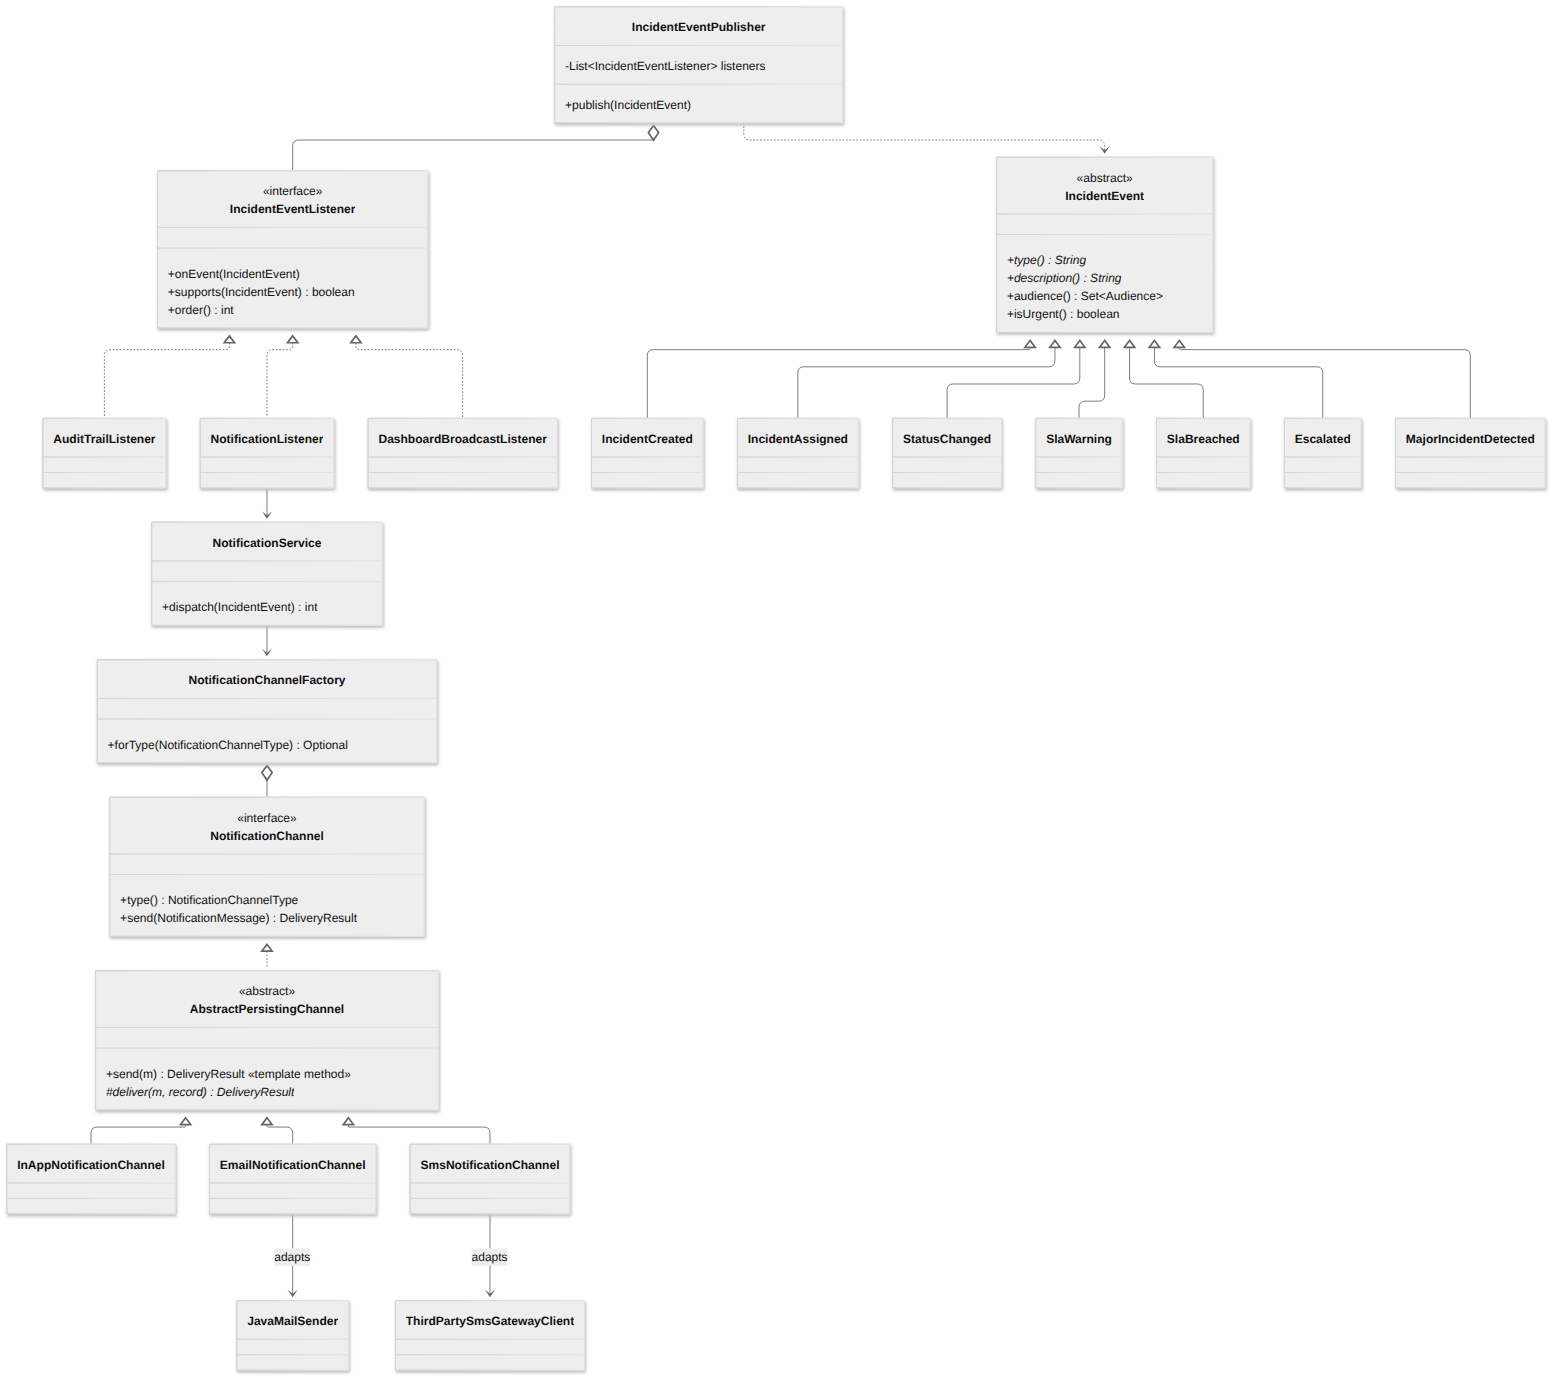 IncidentEventPublisher
-List<IncidentEventListener> listeners
+publish(IncidentEvent)
«interface»
IncidentEventListener
+onEvent(IncidentEvent)
+supports(IncidentEvent) : boolean
+order() : int
«abstract»
IncidentEvent
+type() : String
+description() : String
+audience() : Set<Audience>
+isUrgent() : boolean
AuditTrailListener
NotificationListener
DashboardBroadcastListener
IncidentCreated
IncidentAssigned
StatusChanged
SlaWarning
SlaBreached
Escalated
MajorIncidentDetected
NotificationService
+dispatch(IncidentEvent) : int
NotificationChannelFactory
+forType(NotificationChannelType) : Optional
«interface»
NotificationChannel
+type() : NotificationChannelType
+send(NotificationMessage) : DeliveryResult
«abstract»
AbstractPersistingChannel
+send(m) : DeliveryResult «template method»
#deliver(m, record) : DeliveryResult
InAppNotificationChannel
EmailNotificationChannel
SmsNotificationChannel
adapts
adapts
JavaMailSender
ThirdPartySmsGatewayClient